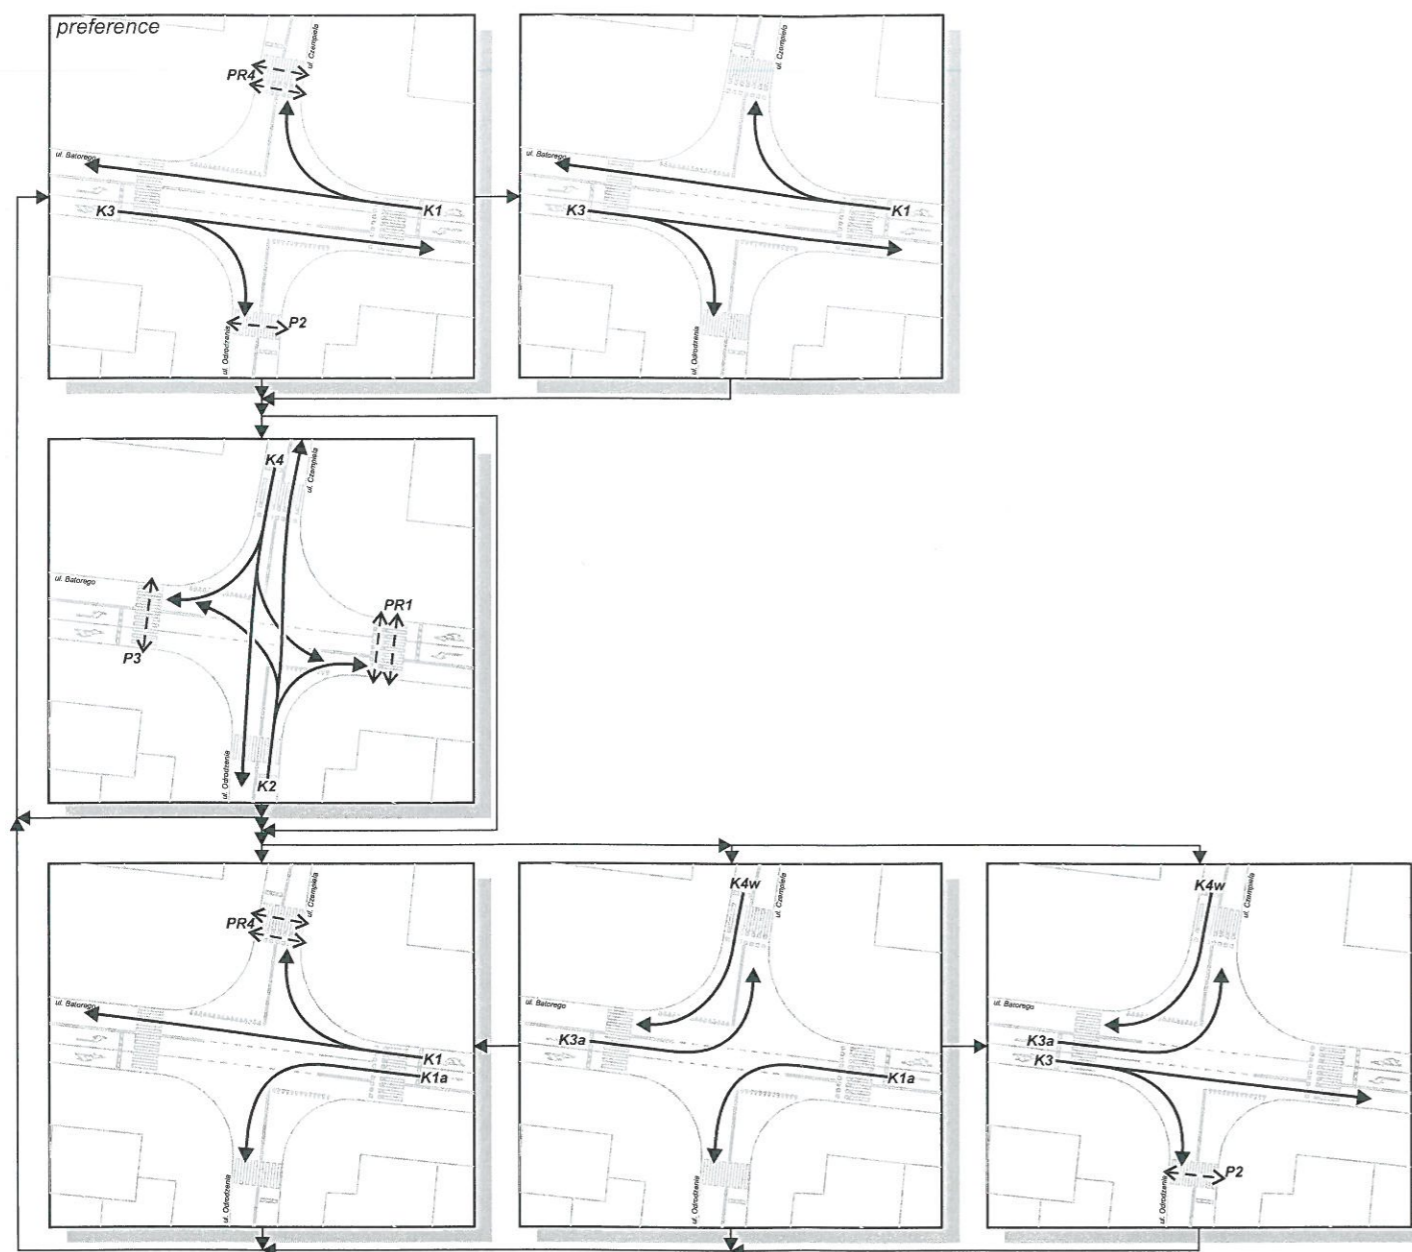 preference
ul. Czempiela
PR4
ul. Batorego
K3
K1
P2
ul. Odrodzenia
ul. Czempiela
ul. Batorego
K3
K1
ul. Odrodzenia
K4
ul. Czempiela
ul. Batorego
PR1
P3
ul. Odrodzenia
K2
ul. Czempiela
PR4
ul. Batorego
K1
K1a
ul. Odrodzenia
K4w
ul. Czempiela
ul. Batorego
K3a
K1a
ul. Odrodzenia
K4w
ul. Czempiela
ul. Batorego
K3a
K3
P2
ul. Odrodzenia